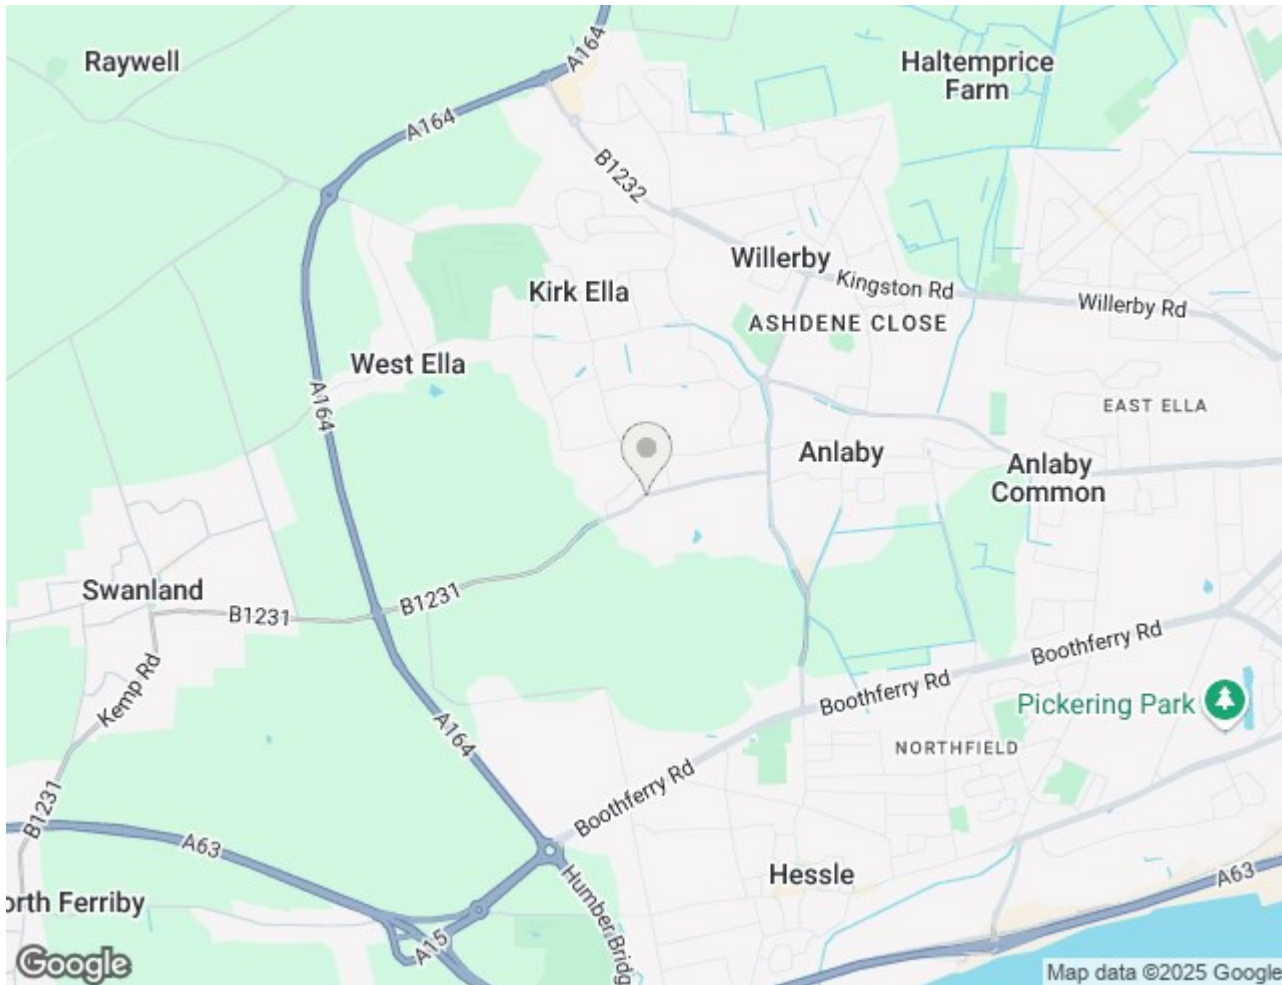 Raywell
A164
A164
Haltemprice
Farm
B1232
Willerby
Kingston Rd
Willerby Rd
Kirk Ella
ASHDENE CLOSE
West Ella
A164
EAST ELLA
Anlaby
Anlaby
Common
Swanland
B1231
B1231
Kemp Rd
Boothferry Rd
Boothferry Rd
Pickering Park
A164
NORTHFIELD
Boothferry Rd
B1231
A63
Hessle
A63
orth Ferriby
Humber Bridg
A15
Google
Map data ©2025 Google